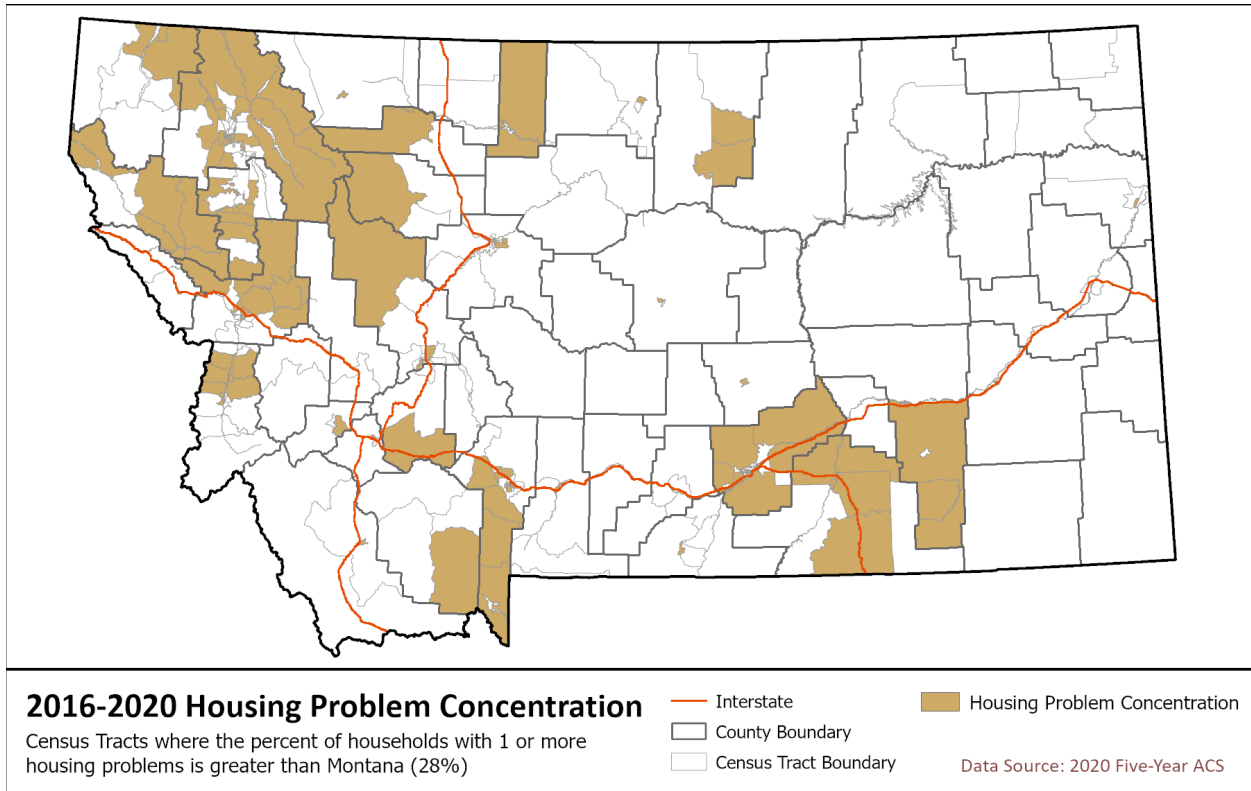 2016-2020 Housing Problem Concentration
Census Tracts where the percent of households with 1 or more
housing problems is greater than Montana (28%)
Interstate
County Boundary
Census Tract Boundary
Housing Problem Concentration
Data Source: 2020 Five-Year ACS